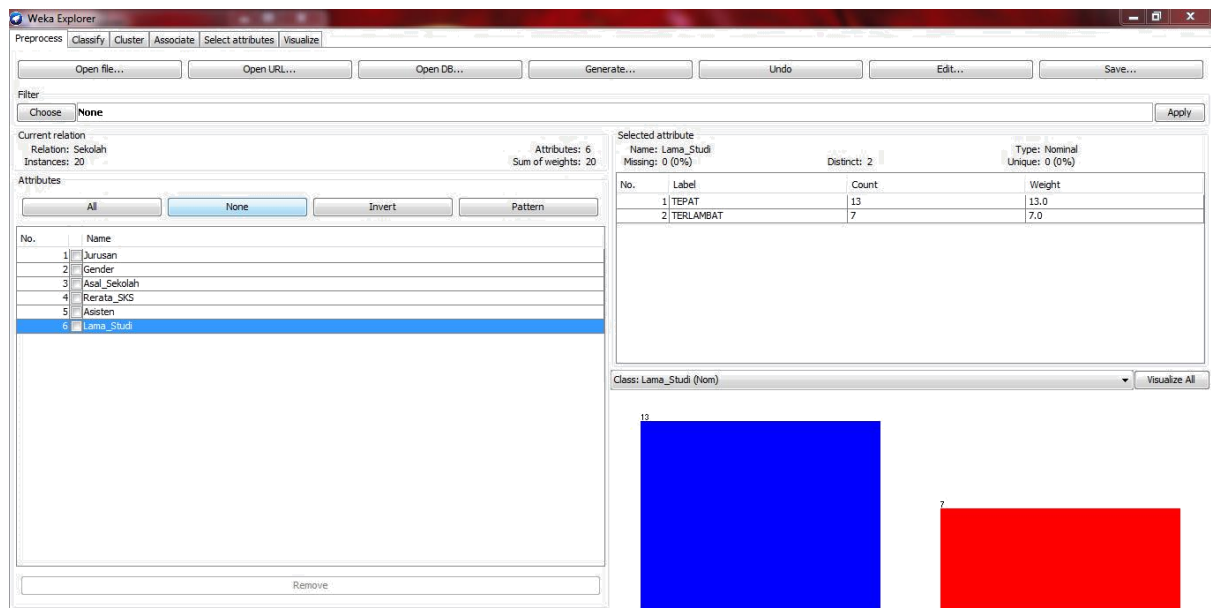 Weka Explorer
Preprocess Classify Cluster Associate Select attributes Visualize
Open file... Open URL... Open DB... Generate... Undo Edit... Save...
Filter
Choose None Apply
Current relation
Relation: Sekolah Attributes: 6
Instances: 20 Sum of weights: 20
Attributes
All None Invert Pattern
No. Name
1 Jurusan
2 Gender
3 Asal_Sekolah
4 Rerata_SKS
5 Asisten
6 Lama_Studi
Remove
Selected attribute
Name: Lama_Studi Type: Nominal
Missing: 0 (0%) Distinct: 2 Unique: 0 (0%)
No. Label Count Weight
1 TEPAT 13 13.0
2 TERLAMBAT 7 7.0
Class: Lama_Studi (Nom) Visualize All
13
7